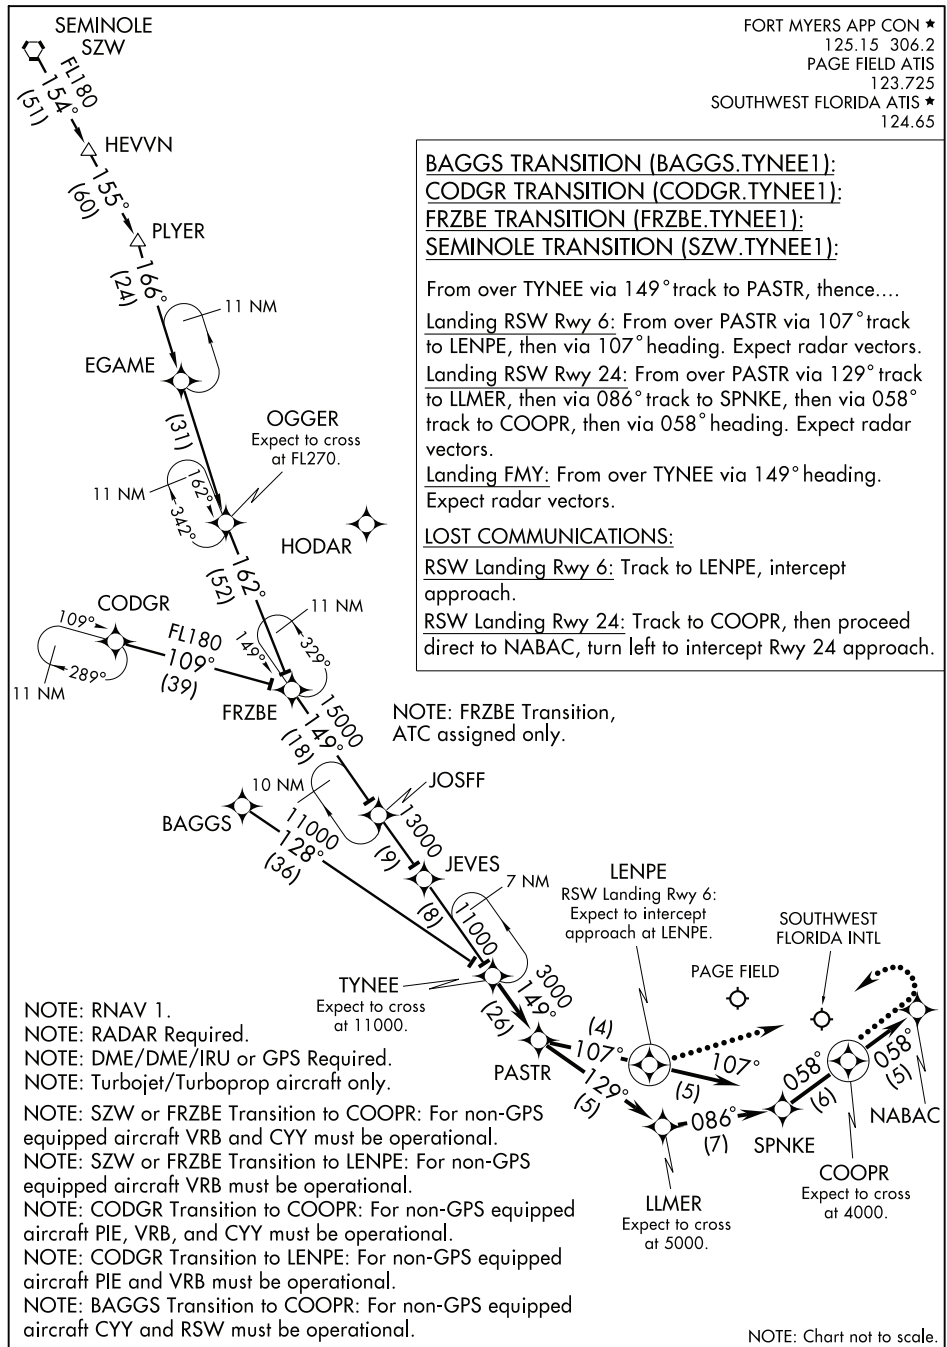 SEMINOLE
SZW
FORT MYERS APP CON ★
125.15 306.2
PAGE FIELD ATIS
123.725
SOUTHWEST FLORIDA ATIS ★
124.65
FL180
154°
(51)
HEVVN
155°
(60)
PLYER
166°
(24)
11 NM
EGAME
(31)
OGGER
Expect to cross
at FL270.
11 NM
162°
342°
HODAR
162°
(52)
BAGGS TRANSITION (BAGGS.TYNEE1):
CODGR TRANSITION (CODGR.TYNEE1):
FRZBE TRANSITION (FRZBE.TYNEE1):
SEMINOLE TRANSITION (SZW.TYNEE1):
From over TYNEE via 149° track to PASTR, thence....
Landing RSW Rwy 6: From over PASTR via 107° track
to LENPE, then via 107° heading. Expect radar vectors.
Landing RSW Rwy 24: From over PASTR via 129° track
to LLMER, then via 086° track to SPNKE, then via 058°
track to COOPR, then via 058° heading. Expect radar
vectors.
Landing FMY: From over TYNEE via 149° heading.
Expect radar vectors.
LOST COMMUNICATIONS:
RSW Landing Rwy 6: Track to LENPE, intercept
approach.
RSW Landing Rwy 24: Track to COOPR, then proceed
direct to NABAC, turn left to intercept Rwy 24 approach.
CODGR
109°
289°
11 NM
FL180
109°
(39)
11 NM
149°
329°
FRZBE
15000
149°
(18)
NOTE: FRZBE Transition,
ATC assigned only.
10 NM
JOSFF
BAGGS
11000
128°
(36)
13000
(9)
JEVES
7 NM
11000
(8)
TYNEE
Expect to cross
at 11000.
3000
149°
(26)
PASTR
LENPE
RSW Landing Rwy 6:
Expect to intercept
approach at LENPE.
SOUTHWEST
FLORIDA INTL
PAGE FIELD
(4)
107°
107°
(5)
129°
(5)
LLMER
Expect to cross
at 5000.
086°
(7)
SPNKE
058°
(6)
COOPR
Expect to cross
at 4000.
058°
(5)
NABAC
NOTE: RNAV 1.
NOTE: RADAR Required.
NOTE: DME/DME/IRU or GPS Required.
NOTE: Turbojet/Turboprop aircraft only.
NOTE: SZW or FRZBE Transition to COOPR: For non-GPS
equipped aircraft VRB and CYY must be operational.
NOTE: SZW or FRZBE Transition to LENPE: For non-GPS
equipped aircraft VRB must be operational.
NOTE: CODGR Transition to COOPR: For non-GPS equipped
aircraft PIE, VRB, and CYY must be operational.
NOTE: CODGR Transition to LENPE: For non-GPS equipped
aircraft PIE and VRB must be operational.
NOTE: BAGGS Transition to COOPR: For non-GPS equipped
aircraft CYY and RSW must be operational.
NOTE: Chart not to scale.